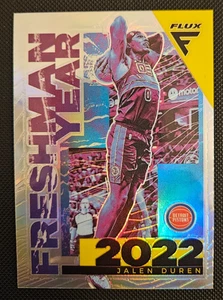 FLUX
FRESHMAN
YEAR
DETROIT
PISTONS
2022
JALEN DUREN